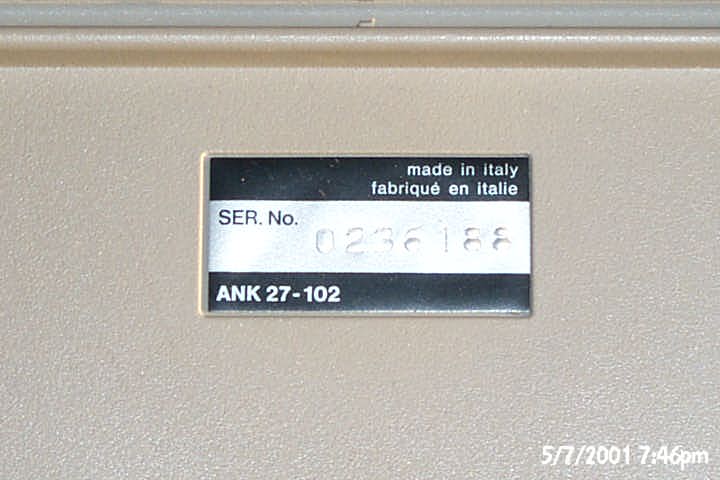 made in italy
fabriqué en italie
SER. No. 0236188
ANK 27-102
5/7/2001 7:46pm